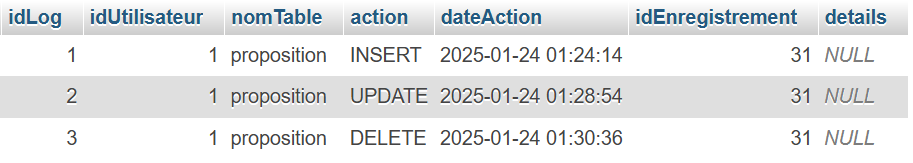 idLog idUtilisateur nomTable action dateAction idEnregistrement details
1 1 proposition INSERT 2025-01-24 01:24:14 31 NULL
2 1 proposition UPDATE 2025-01-24 01:28:54 31 NULL
3 1 proposition DELETE 2025-01-24 01:30:36 31 NULL